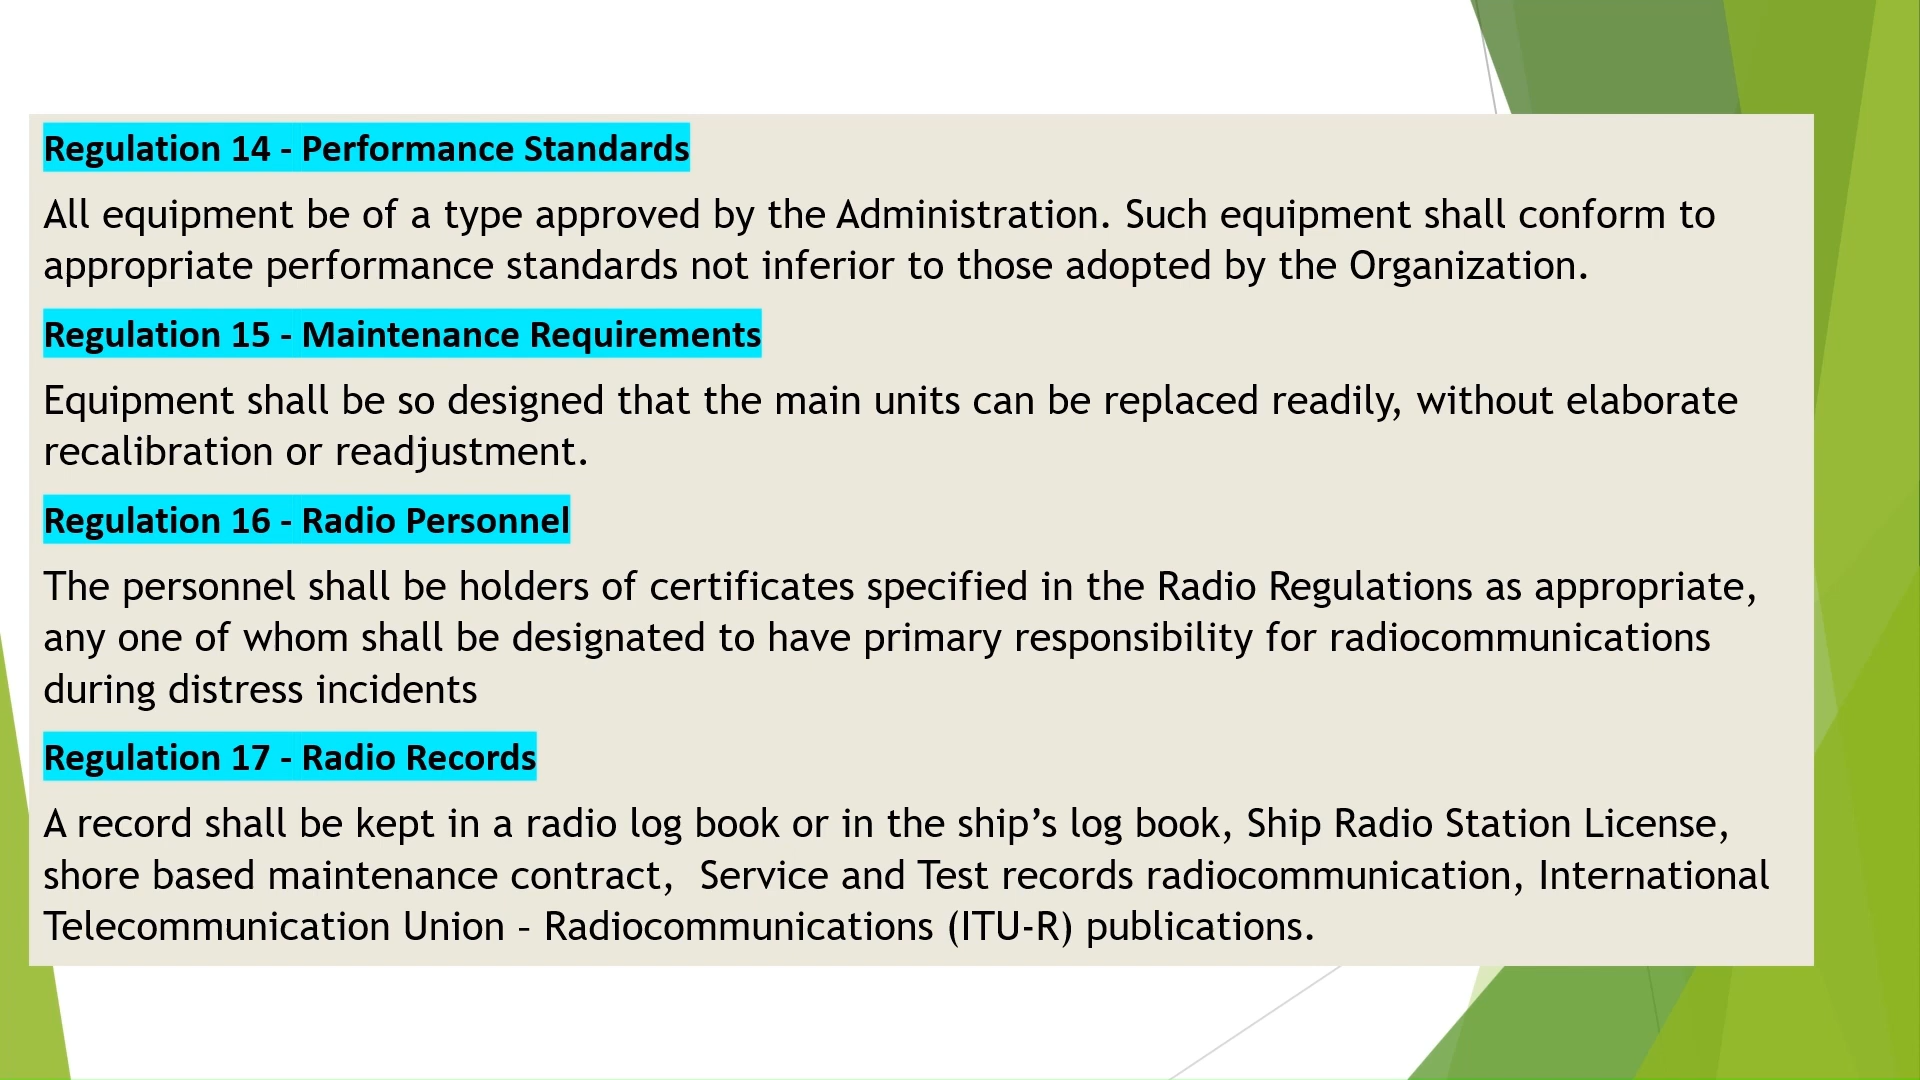 Regulation 14 - Performance Standards
All equipment be of a type approved by the Administration. Such equipment shall conform to
appropriate performance standards not inferior to those adopted by the Organization.
Regulation 15 - Maintenance Requirements
Equipment shall be so designed that the main units can be replaced readily, without elaborate
recalibration or readjustment.
Regulation 16 - Radio Personnel
The personnel shall be holders of certificates specified in the Radio Regulations as appropriate,
any one of whom shall be designated to have primary responsibility for radiocommunications
during distress incidents
Regulation 17 - Radio Records
A record shall be kept in a radio log book or in the ship’s log book, Ship Radio Station License,
shore based maintenance contract,  Service and Test records radiocommunication, International
Telecommunication Union – Radiocommunications (ITU-R) publications.